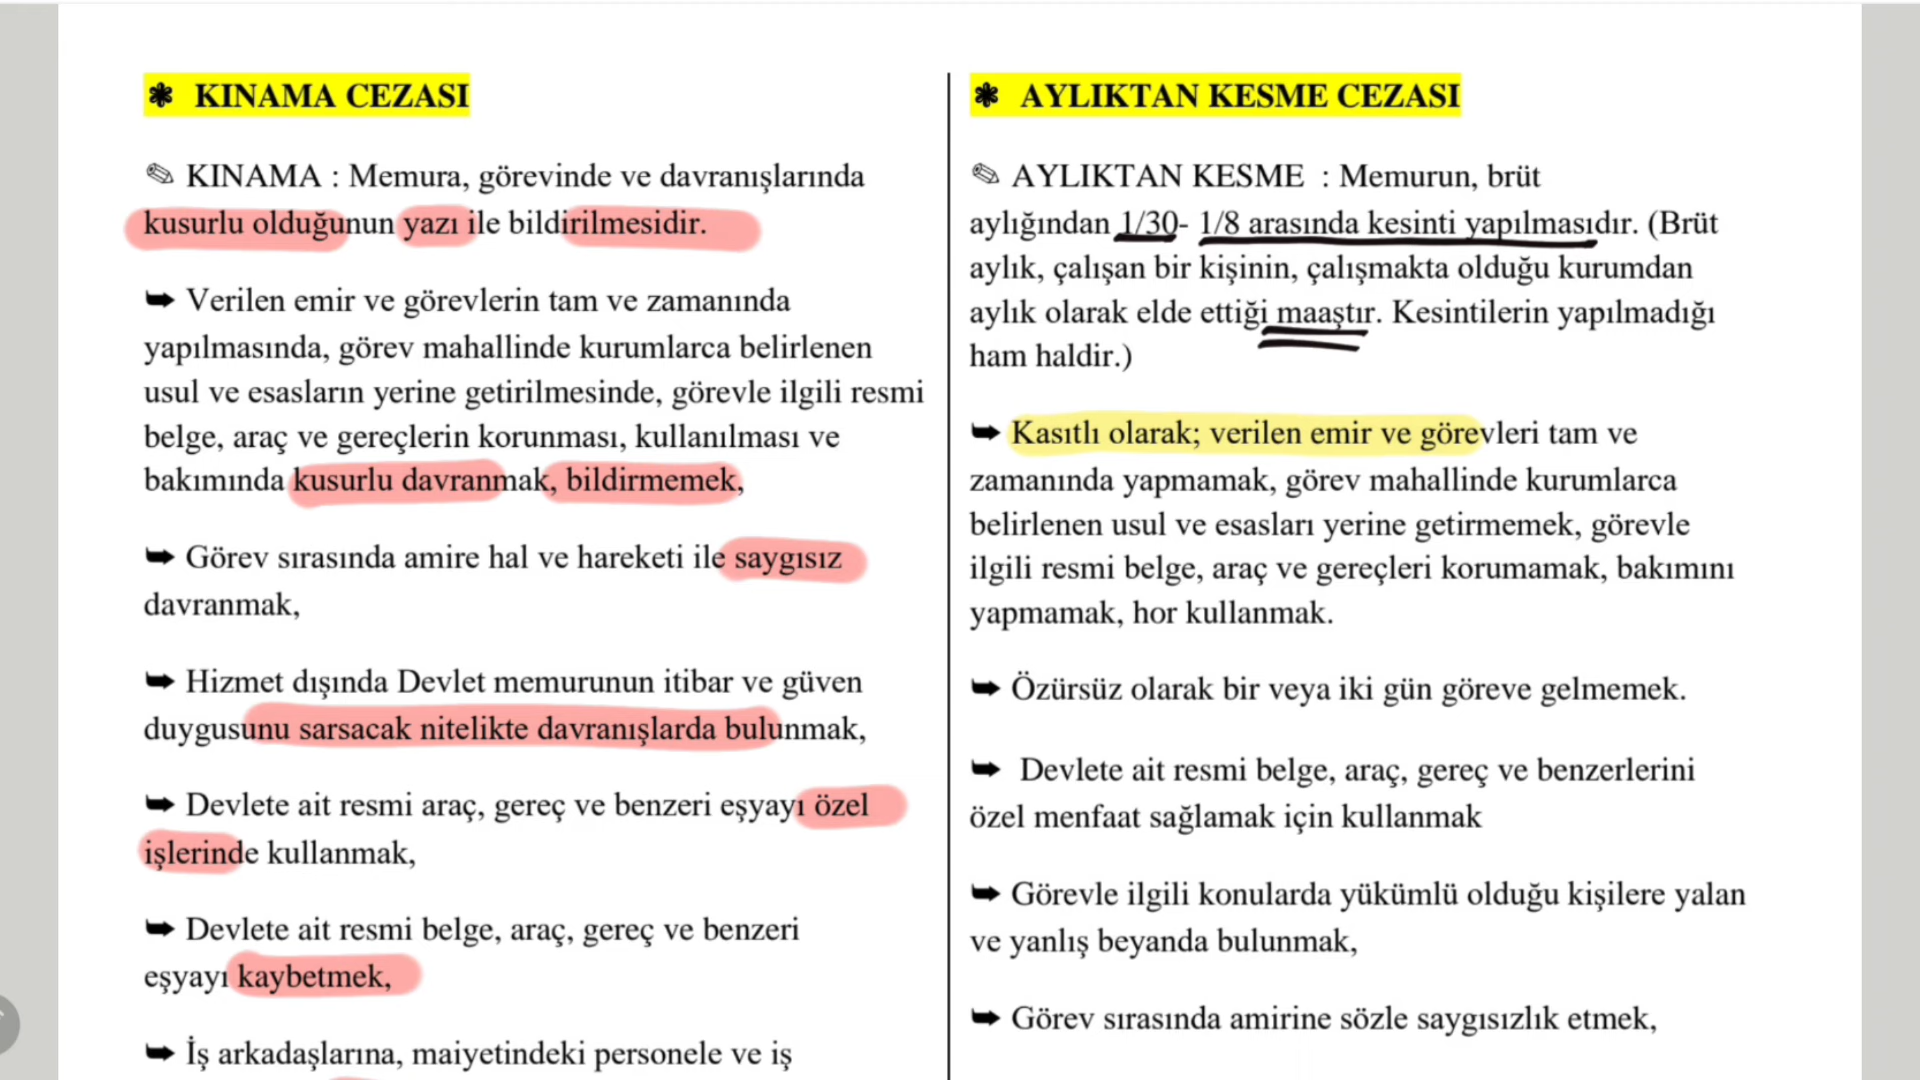 ❃ KINAMA CEZASI
✎ KINAMA : Memura, görevinde ve davranışlarında
kusurlu olduğunun yazı ile bildirilmesidir.
➥ Verilen emir ve görevlerin tam ve zamanında
yapılmasında, görev mahallinde kurumlarca belirlenen
usul ve esasların yerine getirilmesinde, görevle ilgili resmi
belge, araç ve gereçlerin korunması, kullanılması ve
bakımında kusurlu davranmak, bildirmemek,
➥ Görev sırasında amire hal ve hareketi ile saygısız
davranmak,
➥ Hizmet dışında Devlet memurunun itibar ve güven
duygusunu sarsacak nitelikte davranışlarda bulunmak,
➥ Devlete ait resmi araç, gereç ve benzeri eşyayı özel
işlerinde kullanmak,
➥ Devlete ait resmi belge, araç, gereç ve benzeri
eşyayı kaybetmek,
➥ İş arkadaşlarına, maiyetindeki personele ve iş
❃ AYLIKTAN KESME CEZASI
✎ AYLIKTAN KESME : Memurun, brüt
aylığından 1/30- 1/8 arasında kesinti yapılmasıdır. (Brüt
aylık, çalışan bir kişinin, çalışmakta olduğu kurumdan
aylık olarak elde ettiği maaştır. Kesintilerin yapılmadığı
ham haldir.)
➥ Kasıtlı olarak; verilen emir ve görevleri tam ve
zamanında yapmamak, görev mahallinde kurumlarca
belirlenen usul ve esasları yerine getirmemek, görevle
ilgili resmi belge, araç ve gereçleri korumamak, bakımını
yapmamak, hor kullanmak.
➥ Özürsüz olarak bir veya iki gün göreve gelmemek.
➥ Devlete ait resmi belge, araç, gereç ve benzerlerini
özel menfaat sağlamak için kullanmak
➥ Görevle ilgili konularda yükümlü olduğu kişilere yalan
ve yanlış beyanda bulunmak,
➥ Görev sırasında amirine sözle saygısızlık etmek,